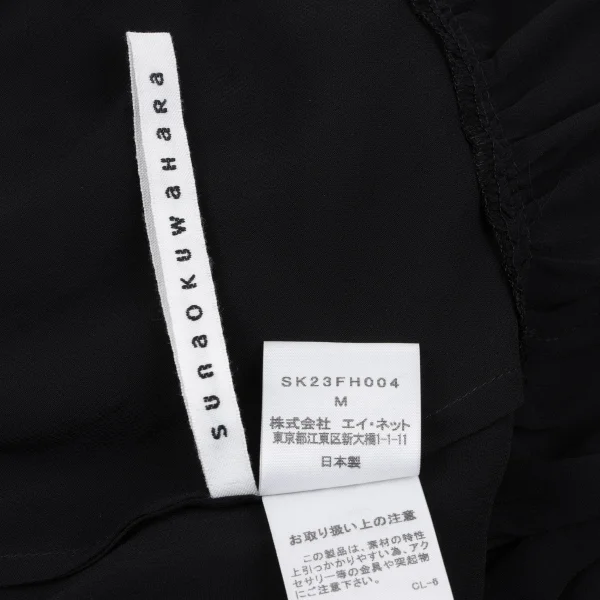 sunaoKuwaHara
SK23FH004
M
株式会社 エイ・ネット
東京都江東区新大橋1-1-11
日本製
お取り扱い上の注意
この製品は、素材の特性
上引っかかりやすい為、アク
セサリー等の金具や突起物
にご注意ください。
CL-6